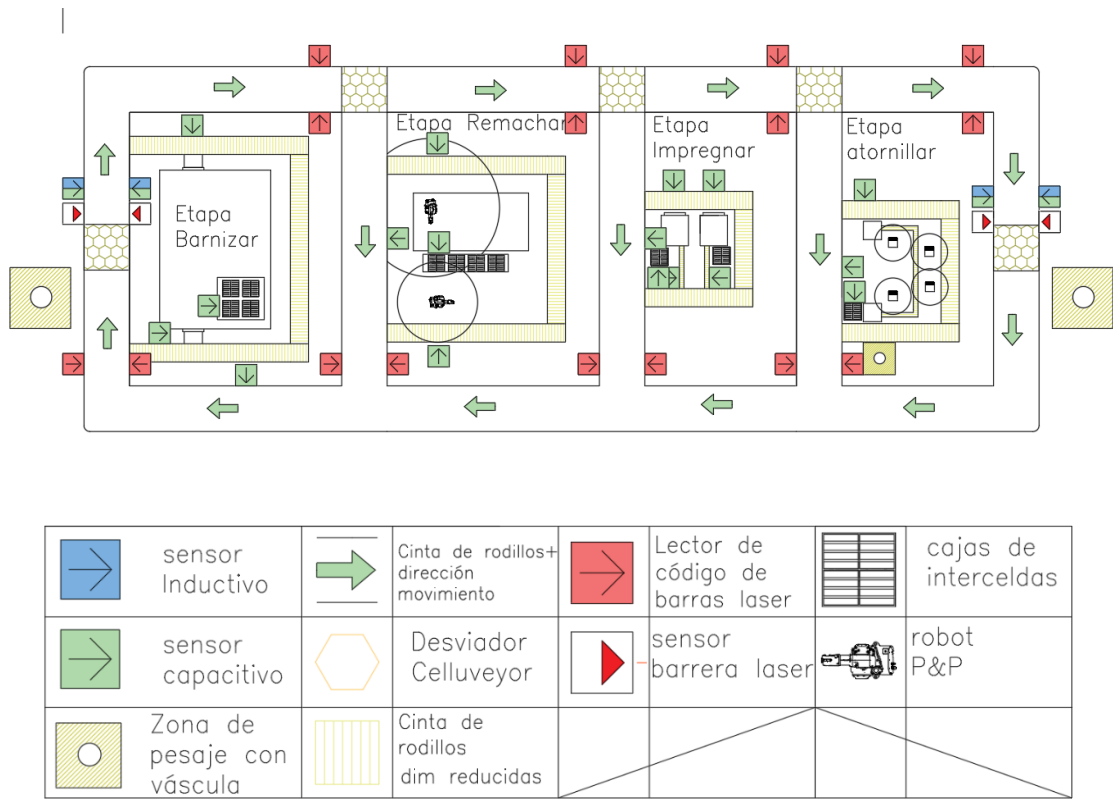 Etapa Remachar
Etapa
Impregnar
Etapa
atornillar
Etapa
Barnizar
sensor
Inductivo
Cinta de rodillos+
dirección
movimiento
Lector de
código de
barras laser
cajas de
interceldas
sensor
capacitivo
Desviador
Celluveyor
sensor
barrera laser
robot
P&P
Zona de
pesaje con
váscula
Cinta de
rodillos
dim reducidas